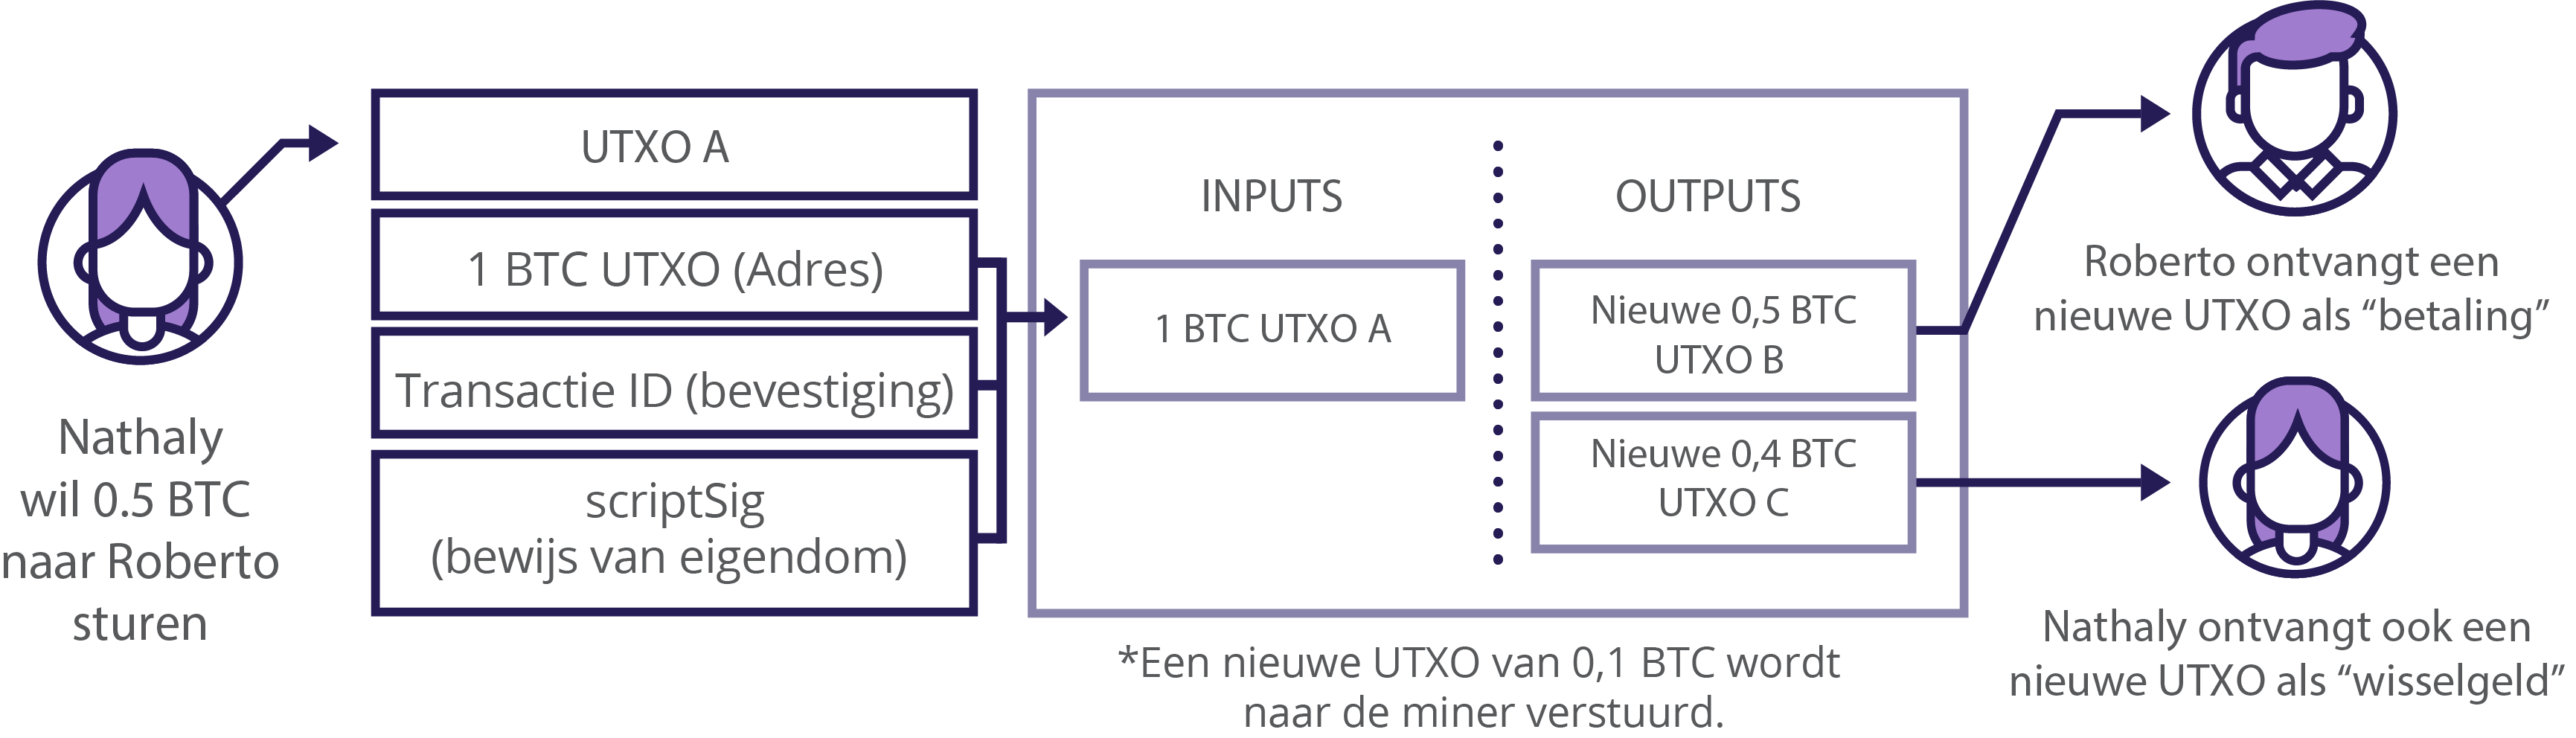 Nathaly
wil 0.5 BTC
naar Roberto
sturen
UTXO A
1 BTC UTXO (Adres)
Transactie ID (bevestiging)
scriptSig
(bewijs van eigendom)
INPUTS
1 BTC UTXO A
OUTPUTS
Nieuwe 0,5 BTC
UTXO B
Nieuwe 0,4 BTC
UTXO C
*Een nieuwe UTXO van 0,1 BTC wordt
naar de miner verstuurd.
Roberto ontvangt een
nieuwe UTXO als “betaling”
Nathaly ontvangt ook een
nieuwe UTXO als “wisselgeld”